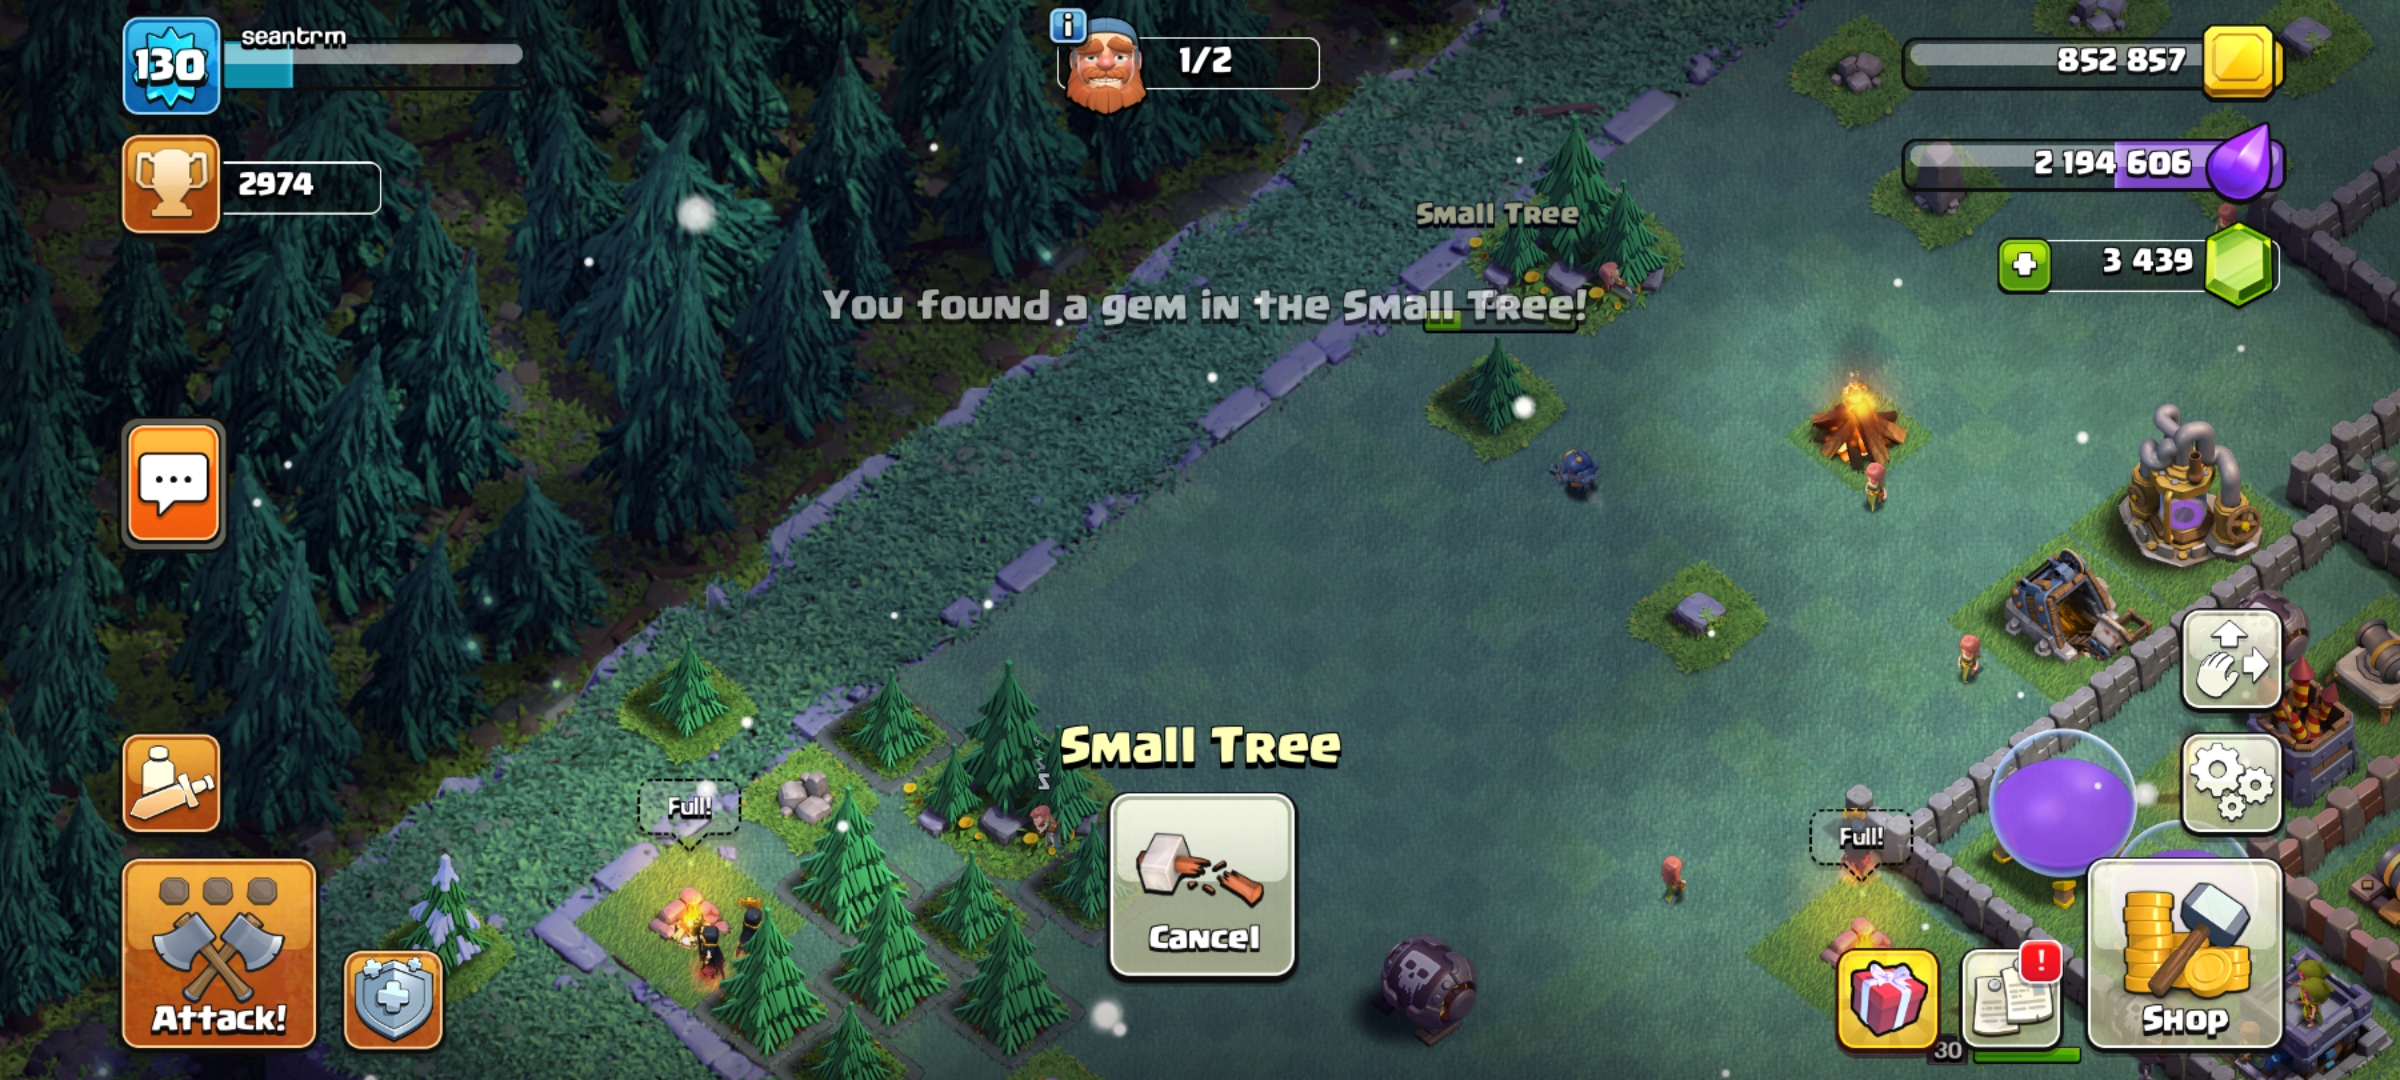 130
seantrm
i
1/2
852 857
2974
2 194 606
Small Tree
3 439
You found a gem in the Small Tree!
Small Tree
Full!
Full!
Cancel
Attack!
!
Shop
30